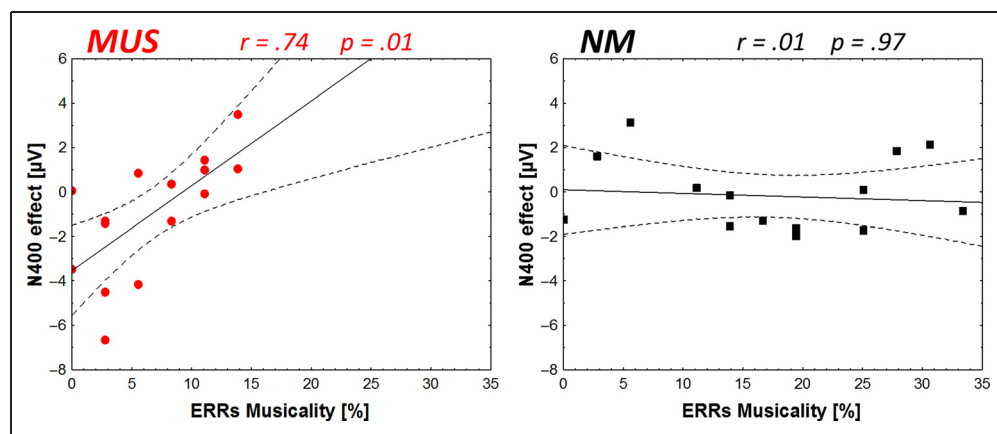 MUS r = .74 p = .01
6
4
2
0
–2
–4
–6
–8
N400 effect [µV]
0 5 10 15 20 25 30 35
ERRs Musicality [%]
NM r = .01 p = .97
6
4
2
0
–2
–4
–6
–8
N400 effect [µV]
0 5 10 15 20 25 30 35
ERRs Musicality [%]